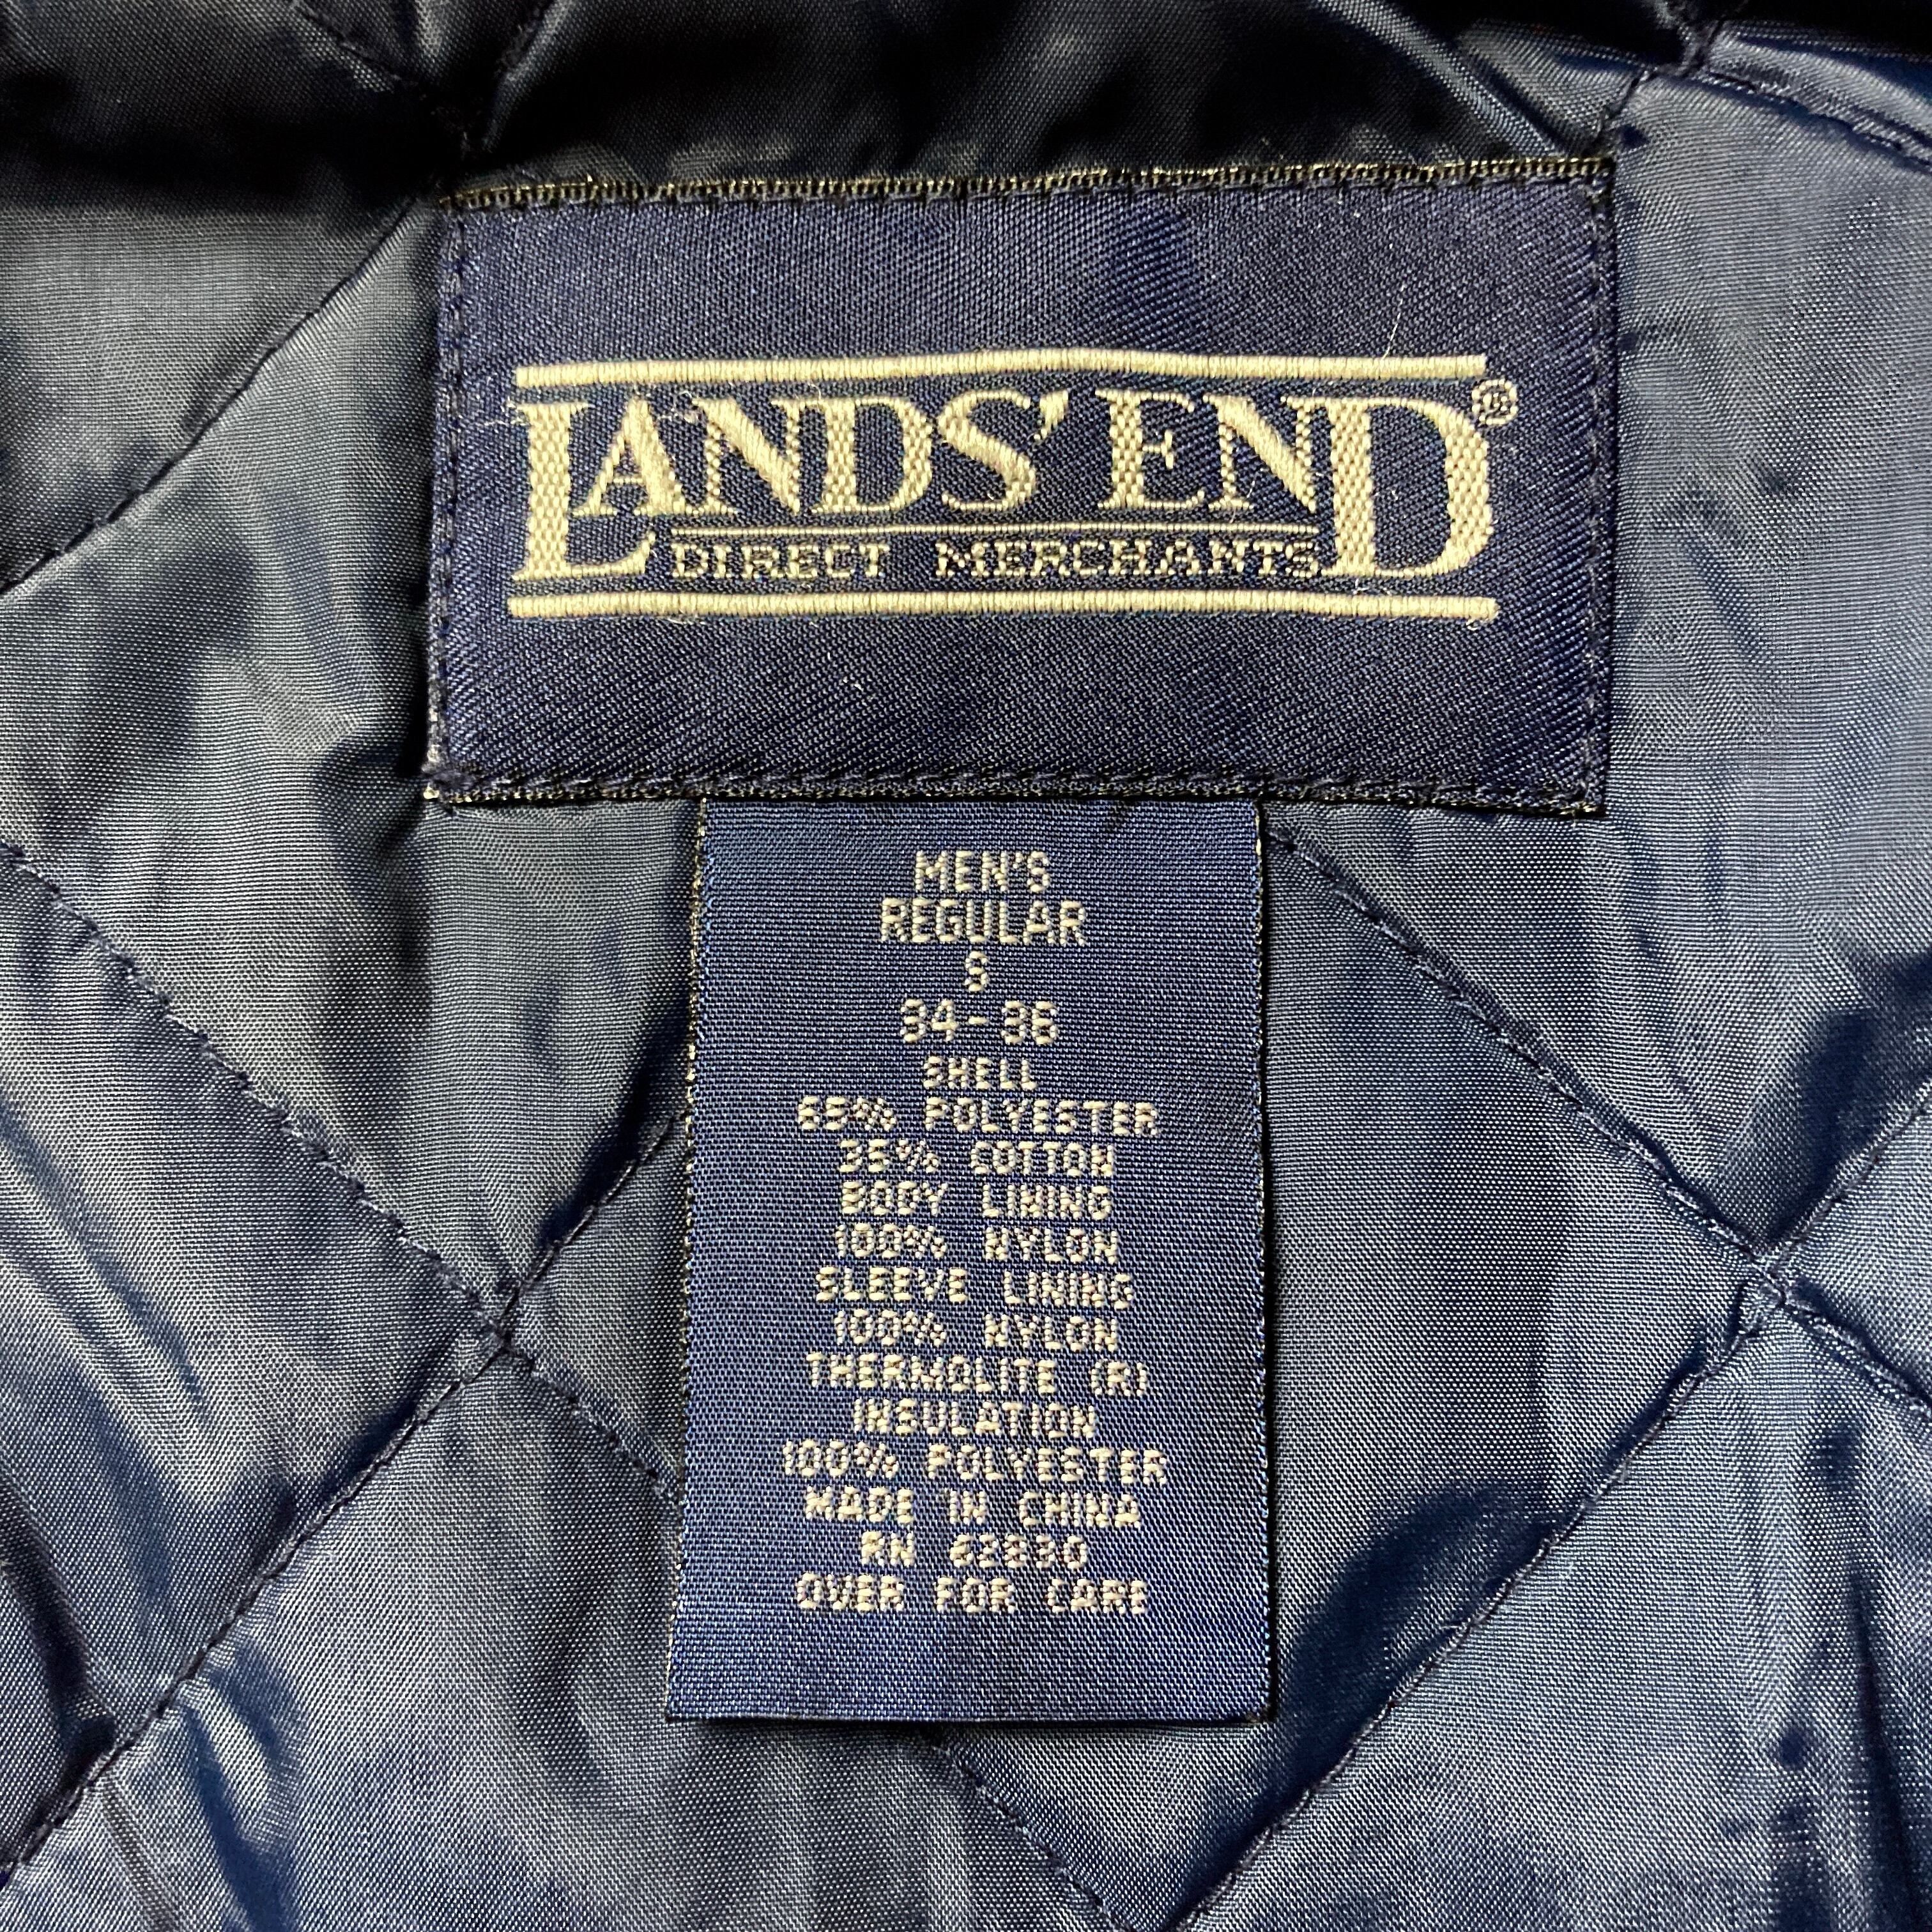 LANDS' END®
DIRECT MERCHANTS
MEN'S
REGULAR
S
34-36
SHELL
65% POLYESTER
35% COTTON
BODY LINING
100% NYLON
SLEEVE LINING
100% NYLON
THERMOLITE (R)
INSULATION
100% POLYESTER
MADE IN CHINA
RN 62830
OVER FOR CARE